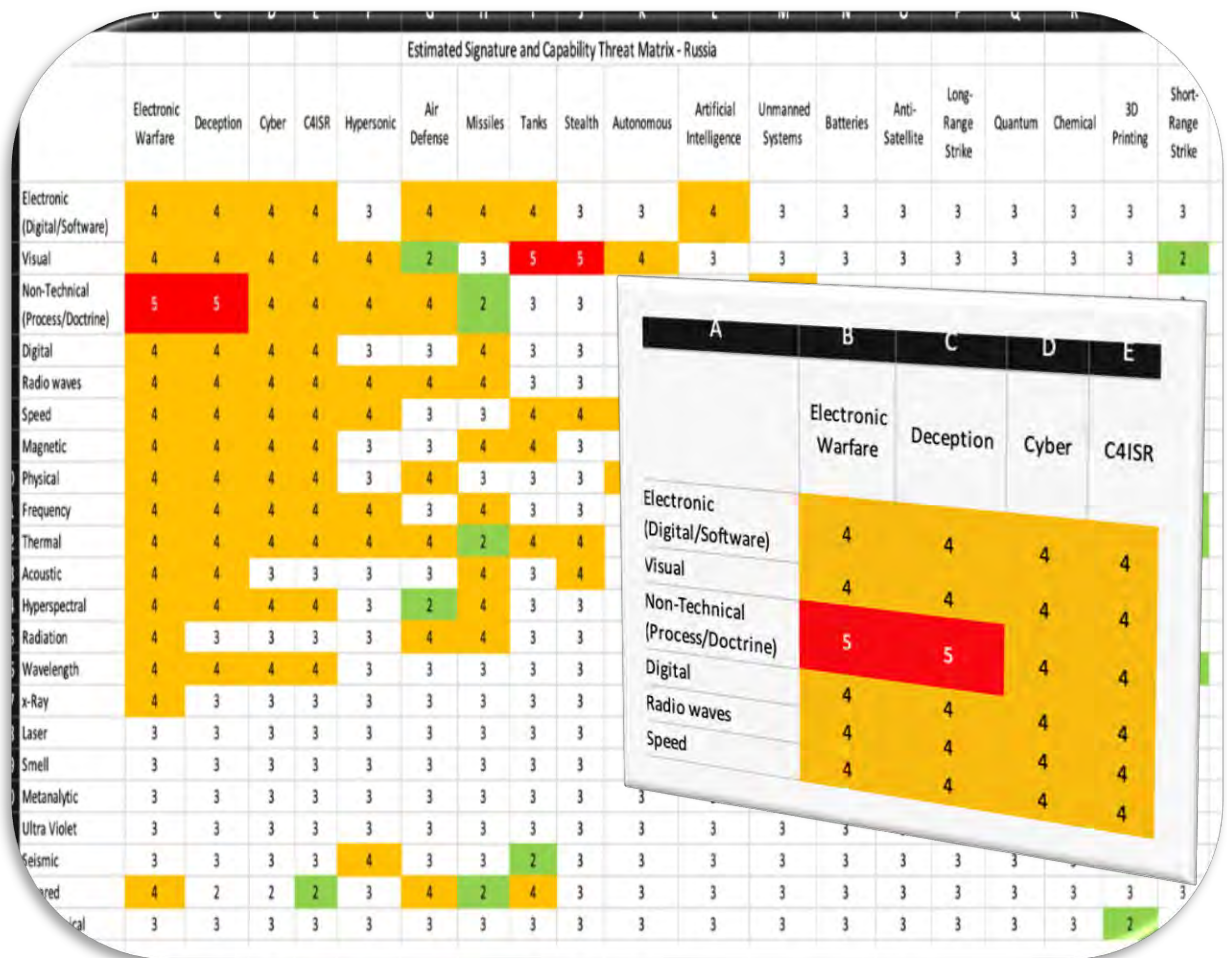 Estimated Signature and Capability Threat Matrix - Russia
Electronic Warfare Deception Cyber C4ISR Hypersonic Air Defense Missiles Tanks Stealth Autonomous Artificial Intelligence Unmanned Systems Batteries Anti-Satellite Long-Range Strike Quantum Chemical 3D Printing Short-Range Strike
Electronic (Digital/Software) 4 4 4 4 3 4 4 4 3 3 4 3 3 3 3 3 3 3 3
Visual 4 4 4 4 4 2 3 5 5 4 3 3 3 3 3 3 3 3 2
Non-Technical (Process/Doctrine) 5 5 4 4 4 4 2 3 3
Digital 4 4 4 4 3 3 4 3 3
Radio waves 4 4 4 4 4 4 4 3 3
Speed 4 4 4 4 4 3 3 4 4
Magnetic 4 4 4 4 3 3 4 4 3
Physical 4 4 4 4 3 4 3 3 3
Frequency 4 4 4 4 4 3 4 3 3
Thermal 4 4 4 4 4 4 2 4 4
Acoustic 4 4 3 3 3 3 4 3 4
Hyperspectral 4 4 4 4 3 2 4 3 3
Radiation 4 3 3 3 3 4 4 3 3
Wavelength 4 4 4 4 3 3 3 3 3
x-Ray 4 3 3 3 3 3 3 3 3
Laser 3 3 3 3 3 3 3 3 3
Smell 3 3 3 3 3 3 3 3 3
Metanalytic 3 3 3 3 3 3 3 3 3 3
Ultra Violet 3 3 3 3 3 3 3 3 3 3 3 3 3
Seismic 3 3 3 3 4 3 3 2 3 3 3 3 3 3 3 3
4 2 2 2 3 4 2 4 3 3 3 3 3 3 3 3 3 3 3
3 3 3 3 3 3 3 3 3 3 3 3 3 3 3 3 3 2
A B C D E
Electronic Warfare Deception Cyber C4ISR
Electronic (Digital/Software) 4 4 4 4
Visual 4 4 4 4
Non-Technical (Process/Doctrine) 5 5 4 4
Digital 4 4 4 4
Radio waves 4 4 4 4
Speed 4 4 4 4